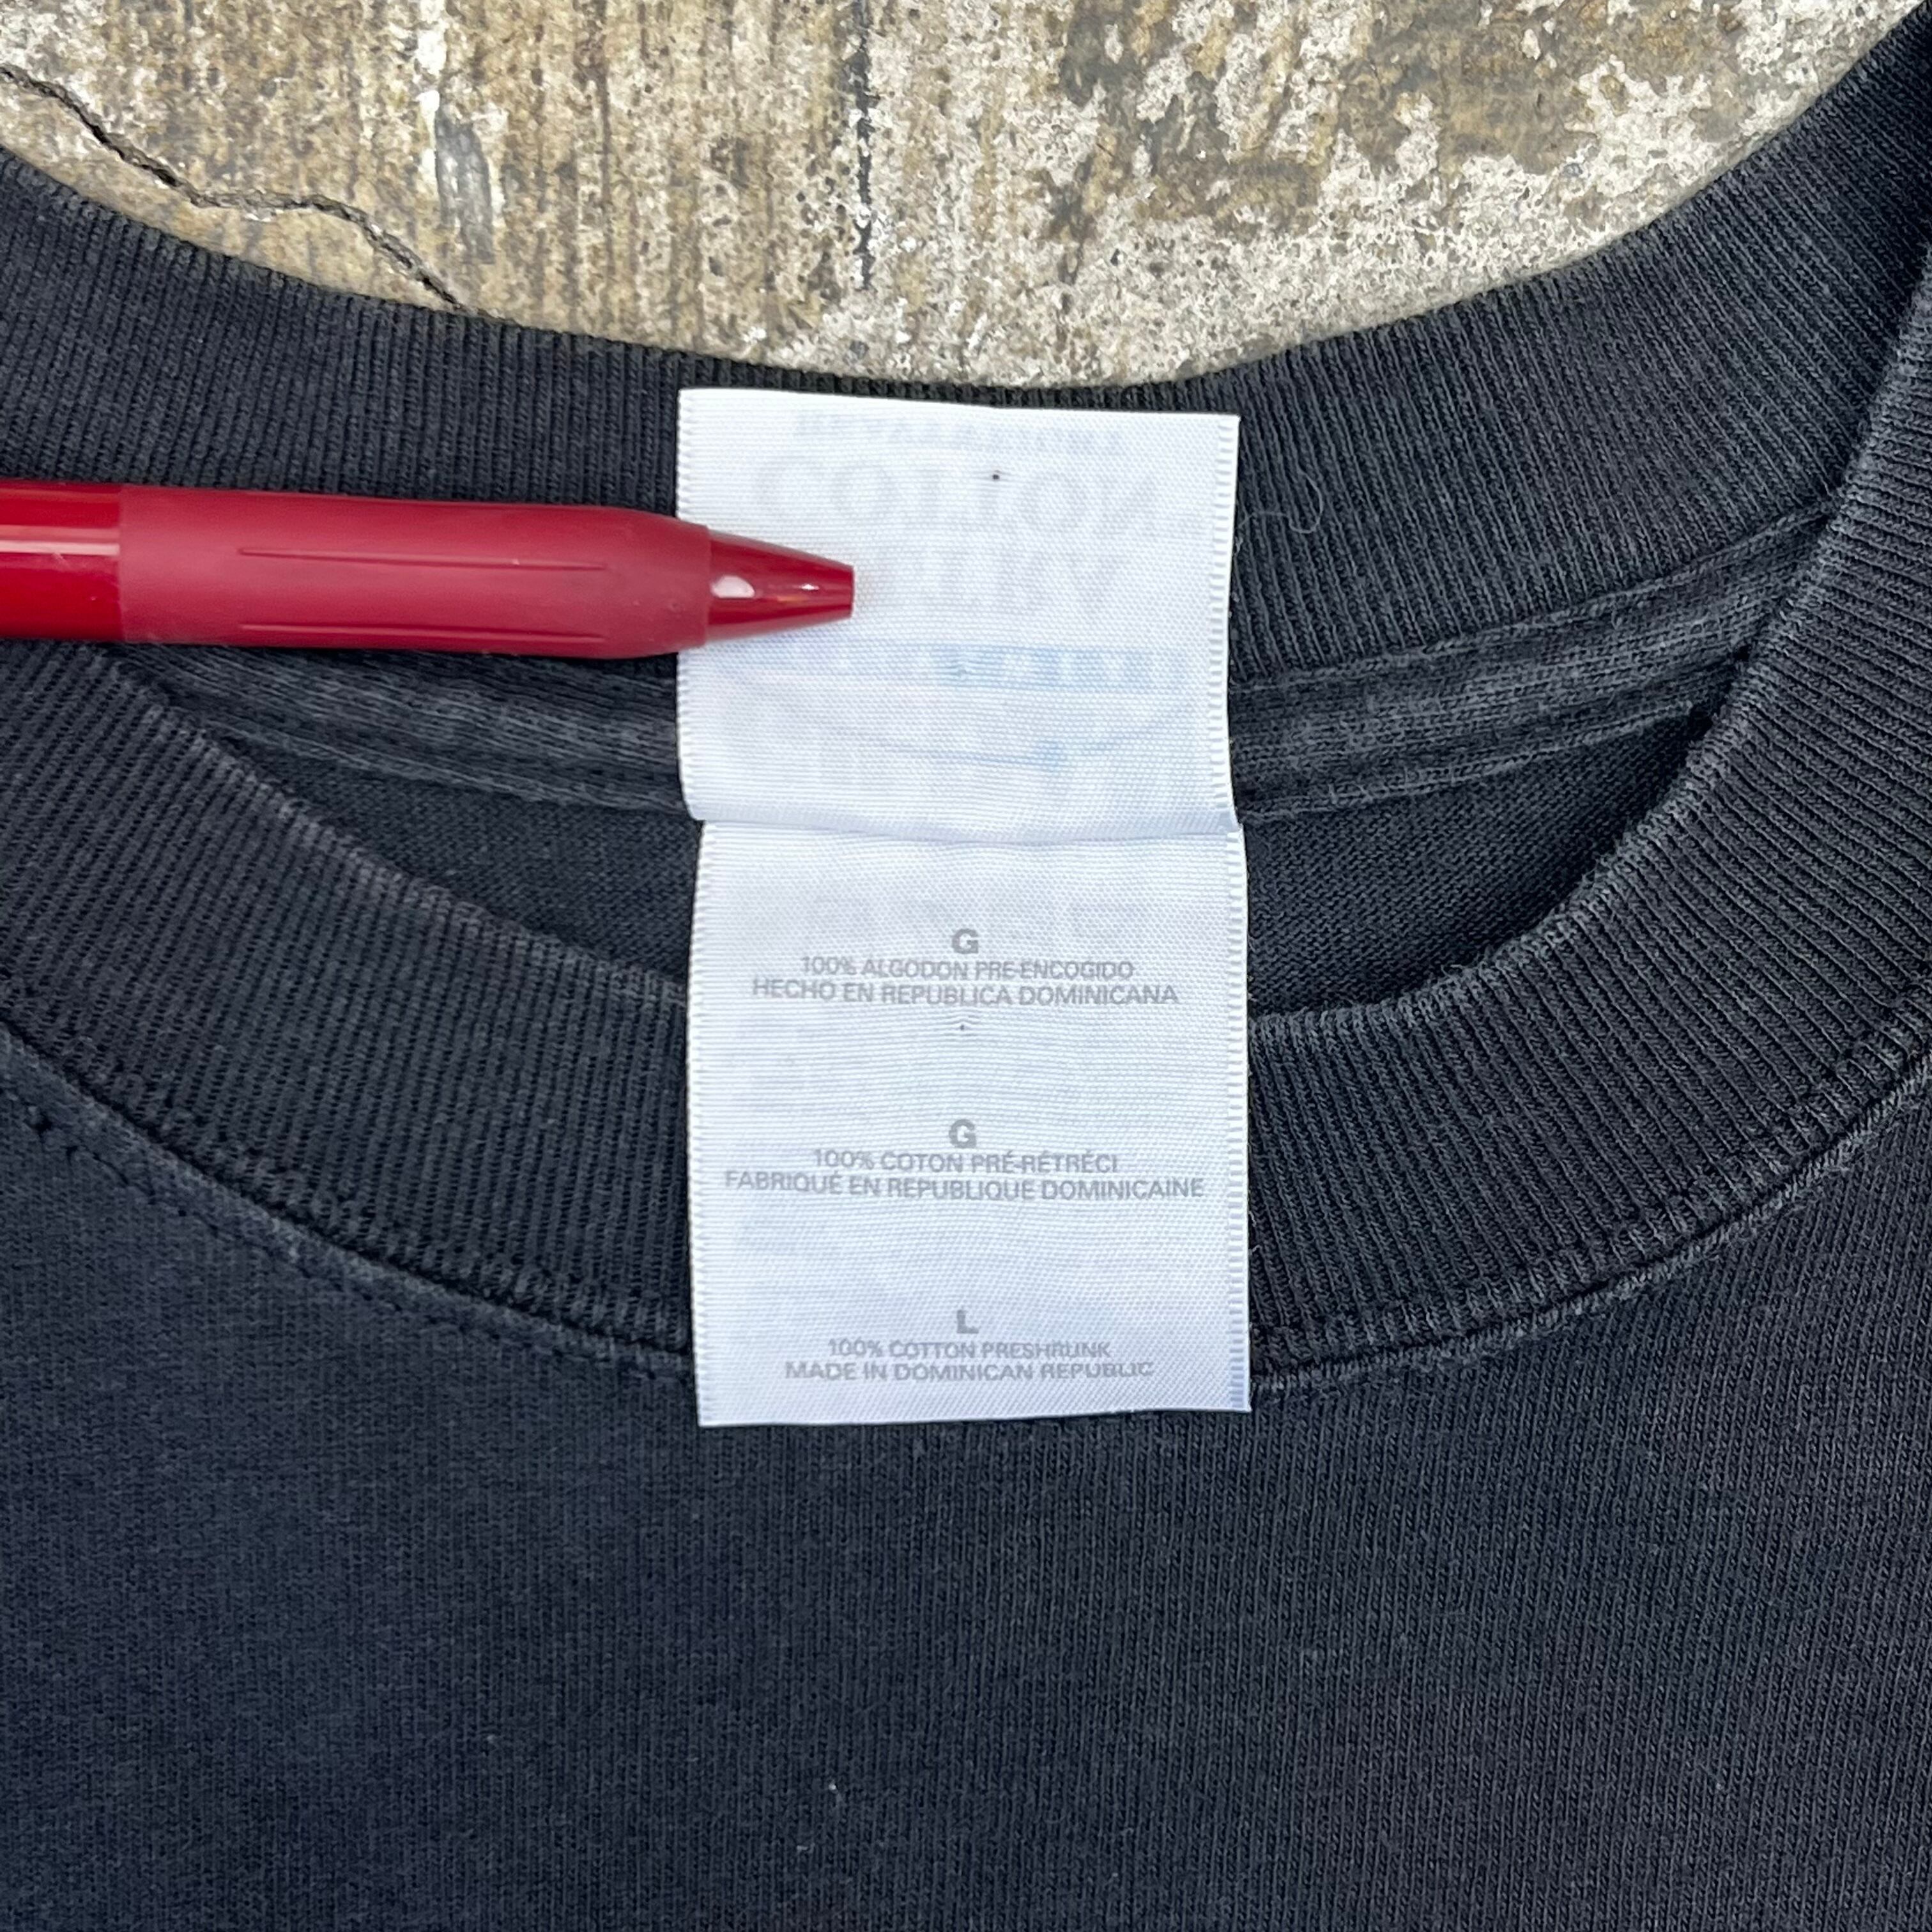 G
100% ALGODON PRE-ENCOGIDO
HECHO EN REPUBLICA DOMINICANA
G
100% COTON PRÉ-RÉTRÉCI
FABRIQUÉ EN REPUBLIQUE DOMINICAINE
L
100% COTTON PRESHRUNK
MADE IN DOMINICAN REPUBLIC